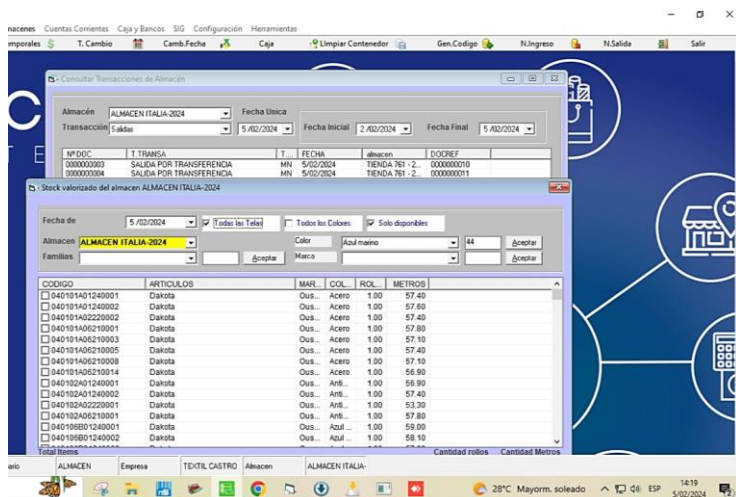 macenes Cuentas Corrientes Caja y Bancos SIG Configuración Herramientas
emporales T. Cambio Camb.Fecha Caja Limpiar Contenedor Gen.Codigo N.Ingreso N.Salida Salir
Consultar Transacciones de Almacén
Almacén ALMACEN ITALIA-2024 Fecha Unica
Transacción Salidas 5 /02/2024 Fecha Inicial 2 /02/2024 Fecha Final 5 /02/2024
NºDOC T.TRANSA T... FECHA almacen DOCREF
0000000003 SALIDA POR TRANSFERENCIA MN 5/02/2024 TIENDA 761 - 2... 0000000010
0000000004 SALIDA POR TRANSFERENCIA MN 5/02/2024 TIENDA 761 - 2... 0000000011
Stock valorizado del almacen ALMACEN ITALIA-2024
Fecha de 5 /02/2024 Todas las Telas Todos los Colores Solo disponibles
Almacen ALMACEN ITALIA-2024 Color Azul marino 44 Aceptar
Familias Aceptar Marca Aceptar
CODIGO ARTICULOS MAR... COL... ROL... METROS
040101A01240001 Dakota Ous... Acero 1.00 57.40
040101A01240002 Dakota Ous... Acero 1.00 57.60
040101A02220002 Dakota Ous... Acero 1.00 57.40
040101A06210001 Dakota Ous... Acero 1.00 57.80
040101A06210003 Dakota Ous... Acero 1.00 57.10
040101A06210005 Dakota Ous... Acero 1.00 57.40
040101A06210008 Dakota Ous... Acero 1.00 57.10
040101A06210014 Dakota Ous... Acero 1.00 56.90
040102A01240001 Dakota Ous... Anti... 1.00 56.90
040102A01240002 Dakota Ous... Anti... 1.00 57.40
040102A02220001 Dakota Ous... Anti... 1.00 53.30
040102A06210001 Dakota Ous... Anti... 1.00 57.80
040106B01240001 Dakota Ous... Azul ... 1.00 59.00
040106B01240002 Dakota Ous... Azul ... 1.00 58.10
Total Items Cantidad rollos Cantidad Metros
ario ALMACEN Empresa TEXTIL CASTRO Almacen ALMACEN ITALIA-
28°C Mayorm. soleado ESP 14:19
5/02/2024